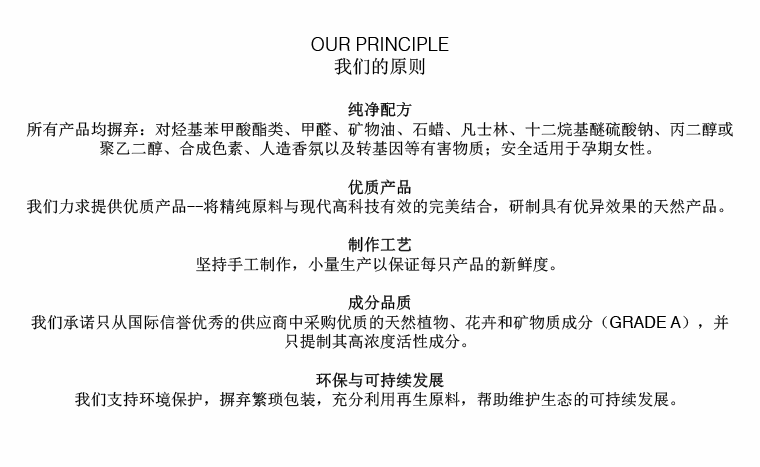 OUR PRINCIPLE
我们的原则
纯净配方
所有产品均摒弃：对烃基苯甲酸酯类、甲醛、矿物油、石蜡、凡士林、十二烷基醚硫酸钠、丙二醇或
聚乙二醇、合成色素、人造香氛以及转基因等有害物质；安全适用于孕期女性。
优质产品
我们力求提供优质产品--将精纯原料与现代高科技有效的完美结合，研制具有优异效果的天然产品。
制作工艺
坚持手工制作，小量生产以保证每只产品的新鲜度。
成分品质
我们承诺只从国际信誉优秀的供应商中采购优质的天然植物、花卉和矿物质成分（GRADE A），并
只提制其高浓度活性成分。
环保与可持续发展
我们支持环境保护，摒弃繁琐包装，充分利用再生原料，帮助维护生态的可持续发展。